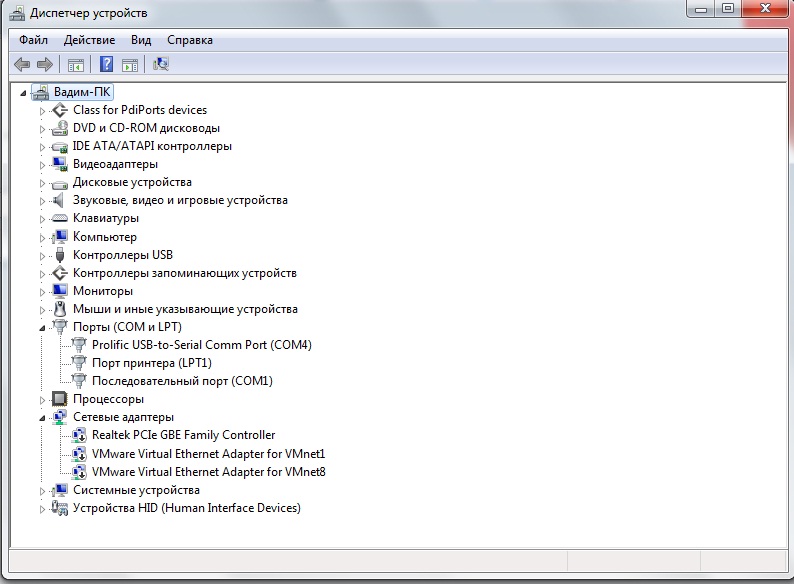 Диспетчер устройств
Файл Действие Вид Справка
Вадим-ПК
Class for PdiPorts devices
DVD и CD-ROM дисководы
IDE ATA/ATAPI контроллеры
Видеоадаптеры
Дисковые устройства
Звуковые, видео и игровые устройства
Клавиатуры
Компьютер
Контроллеры USB
Контроллеры запоминающих устройств
Мониторы
Мыши и иные указывающие устройства
Порты (COM и LPT)
Prolific USB-to-Serial Comm Port (COM4)
Порт принтера (LPT1)
Последовательный порт (COM1)
Процессоры
Сетевые адаптеры
Realtek PCIe GBE Family Controller
VMware Virtual Ethernet Adapter for VMnet1
VMware Virtual Ethernet Adapter for VMnet8
Системные устройства
Устройства HID (Human Interface Devices)